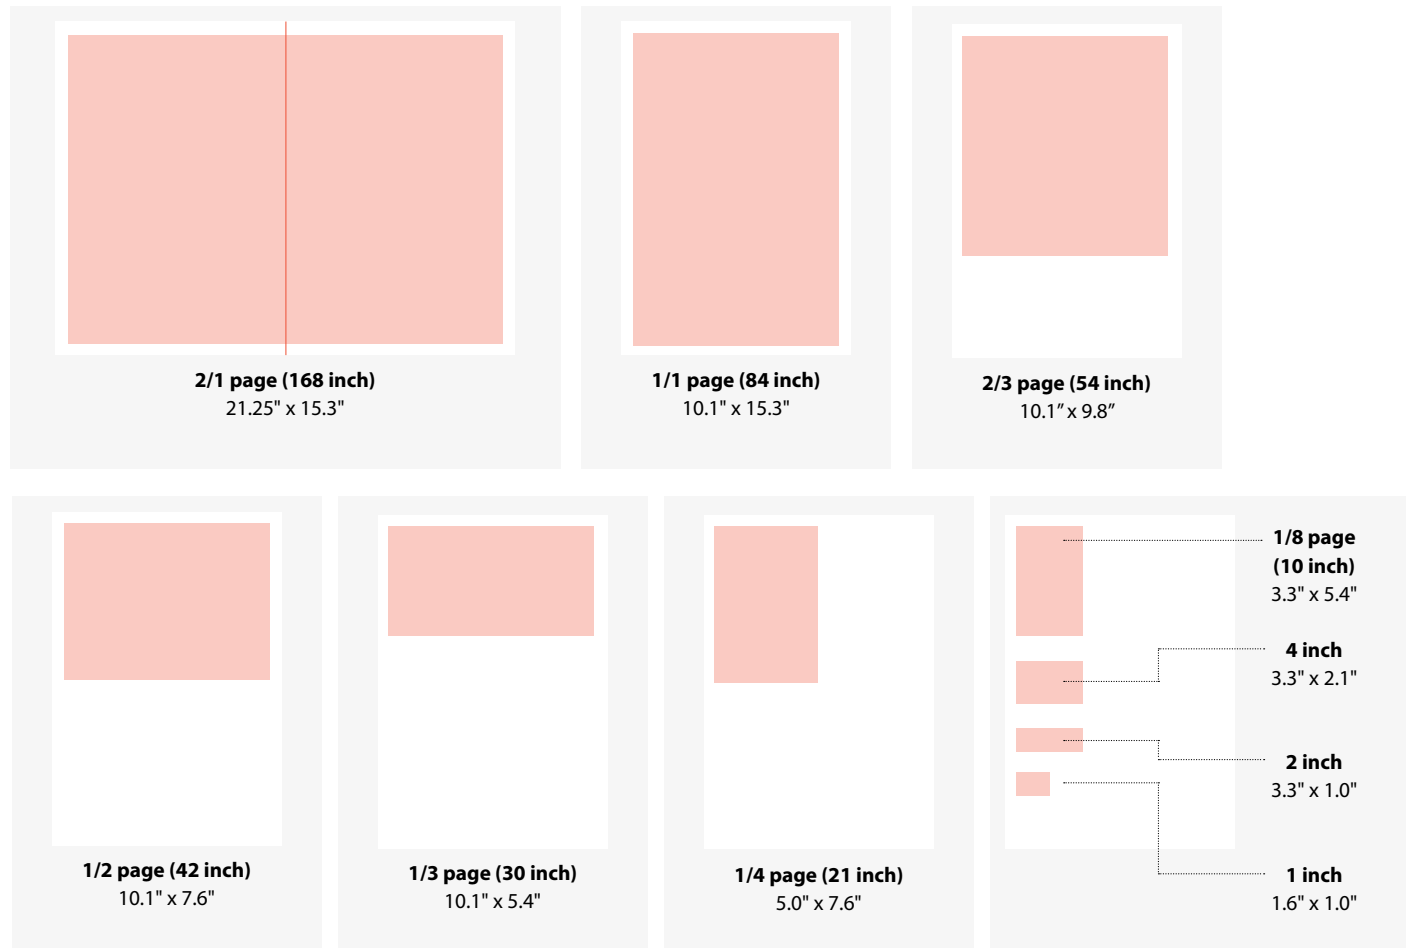 2/1 page (168 inch)
21.25" x 15.3"
1/1 page (84 inch)
10.1" x 15.3"
2/3 page (54 inch)
10.1” x 9.8”
1/2 page (42 inch)
10.1" x 7.6"
1/3 page (30 inch)
10.1" x 5.4"
1/4 page (21 inch)
5.0" x 7.6"
1/8 page
(10 inch)
3.3" x 5.4"
4 inch
3.3" x 2.1"
2 inch
3.3" x 1.0"
1 inch
1.6" x 1.0"